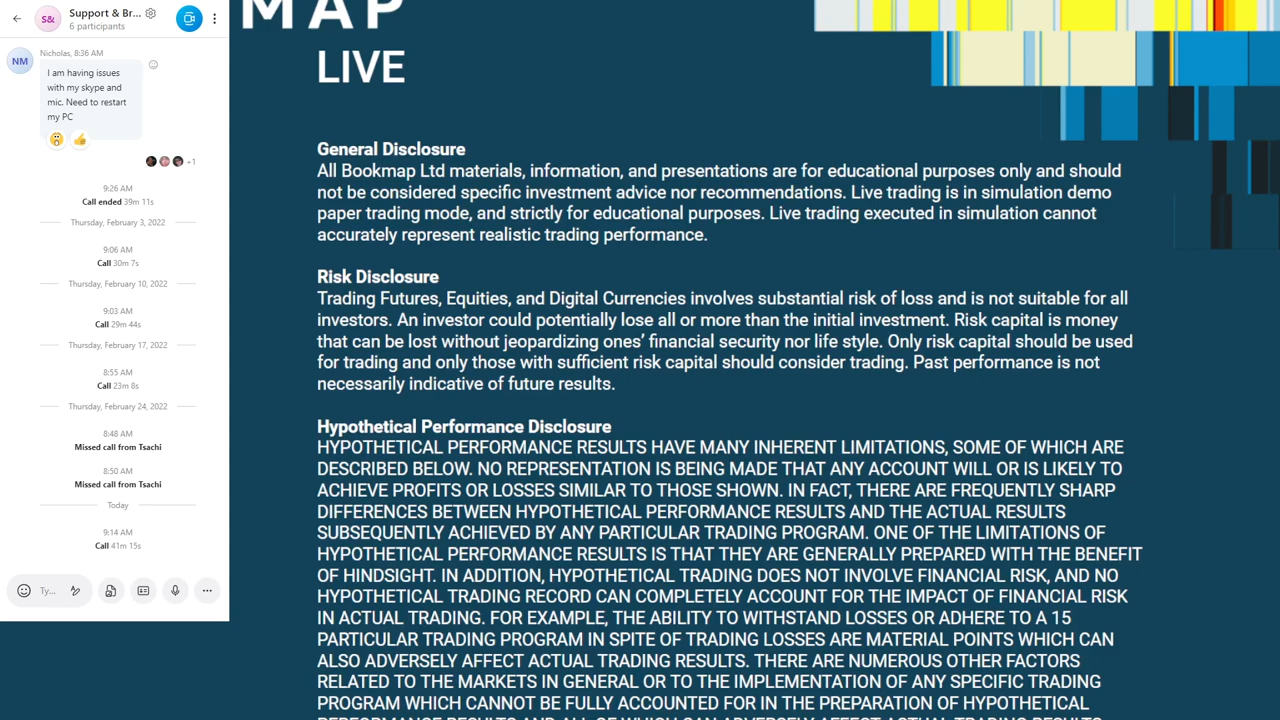 S&
Support & Br...
6 participants
Nicholas, 8:36 AM
NM
I am having issues
with my skype and
mic. Need to restart
my PC
+1
9:26 AM
Call ended 39m 11s
Thursday, February 3, 2022
9:06 AM
Call 30m 7s
Thursday, February 10, 2022
9:03 AM
Call 29m 44s
Thursday, February 17, 2022
8:55 AM
Call 23m 8s
Thursday, February 24, 2022
8:48 AM
Missed call from Tsachi
8:50 AM
Missed call from Tsachi
Today
9:14 AM
Call 41m 15s
Ty...
MAP
LIVE
General Disclosure
All Bookmap Ltd materials, information, and presentations are for educational purposes only and should
not be considered specific investment advice nor recommendations. Live trading is in simulation demo
paper trading mode, and strictly for educational purposes. Live trading executed in simulation cannot
accurately represent realistic trading performance.
Risk Disclosure
Trading Futures, Equities, and Digital Currencies involves substantial risk of loss and is not suitable for all
investors. An investor could potentially lose all or more than the initial investment. Risk capital is money
that can be lost without jeopardizing ones’ financial security nor life style. Only risk capital should be used
for trading and only those with sufficient risk capital should consider trading. Past performance is not
necessarily indicative of future results.
Hypothetical Performance Disclosure
HYPOTHETICAL PERFORMANCE RESULTS HAVE MANY INHERENT LIMITATIONS, SOME OF WHICH ARE
DESCRIBED BELOW. NO REPRESENTATION IS BEING MADE THAT ANY ACCOUNT WILL OR IS LIKELY TO
ACHIEVE PROFITS OR LOSSES SIMILAR TO THOSE SHOWN. IN FACT, THERE ARE FREQUENTLY SHARP
DIFFERENCES BETWEEN HYPOTHETICAL PERFORMANCE RESULTS AND THE ACTUAL RESULTS
SUBSEQUENTLY ACHIEVED BY ANY PARTICULAR TRADING PROGRAM. ONE OF THE LIMITATIONS OF
HYPOTHETICAL PERFORMANCE RESULTS IS THAT THEY ARE GENERALLY PREPARED WITH THE BENEFIT
OF HINDSIGHT. IN ADDITION, HYPOTHETICAL TRADING DOES NOT INVOLVE FINANCIAL RISK, AND NO
HYPOTHETICAL TRADING RECORD CAN COMPLETELY ACCOUNT FOR THE IMPACT OF FINANCIAL RISK
IN ACTUAL TRADING. FOR EXAMPLE, THE ABILITY TO WITHSTAND LOSSES OR ADHERE TO A 15
PARTICULAR TRADING PROGRAM IN SPITE OF TRADING LOSSES ARE MATERIAL POINTS WHICH CAN
ALSO ADVERSELY AFFECT ACTUAL TRADING RESULTS. THERE ARE NUMEROUS OTHER FACTORS
RELATED TO THE MARKETS IN GENERAL OR TO THE IMPLEMENTATION OF ANY SPECIFIC TRADING
PROGRAM WHICH CANNOT BE FULLY ACCOUNTED FOR IN THE PREPARATION OF HYPOTHETICAL
PERFORMANCE RESULTS AND ALL OF WHICH CAN ADVERSELY AFFECT ACTUAL TRADING RESULTS